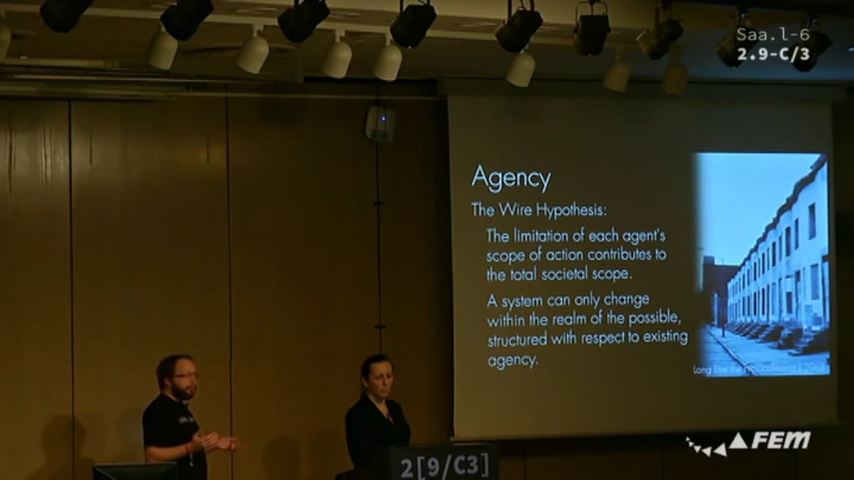 Saa.l-6
2.9-C/3
Agency
The Wire Hypothesis:
The limitation of each agent's
scope of action contributes to
the total societal scope.
A system can only change
within the realm of the possible,
structured with respect to existing
agency.
Long Live the
FEM
2[9/C3]